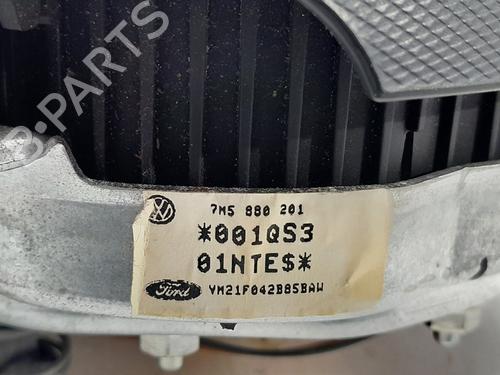 B-PARTS
7M5 880 201
*001QS3
01NTE$*
Ford YM21F042B85BAW